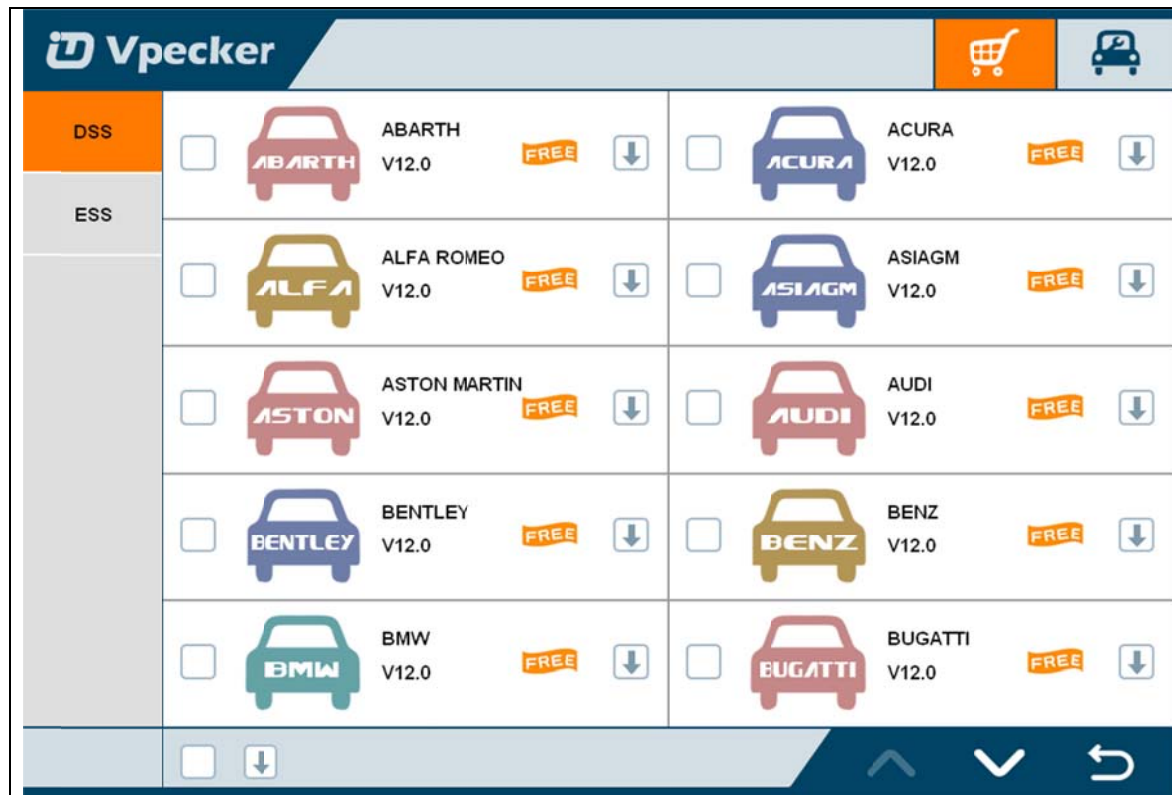 Vpecker
DSS
ESS
ABARTH
ABARTH
V12.0
FREE
ACURA
ACURA
V12.0
FREE
ALFA
ALFA ROMEO
V12.0
FREE
ASIAGM
ASIAGM
V12.0
FREE
ASTON
ASTON MARTIN
V12.0
FREE
AUDI
AUDI
V12.0
FREE
BENTLEY
BENTLEY
V12.0
FREE
BENZ
BENZ
V12.0
FREE
BMW
BMW
V12.0
FREE
BUGATTI
BUGATTI
V12.0
FREE